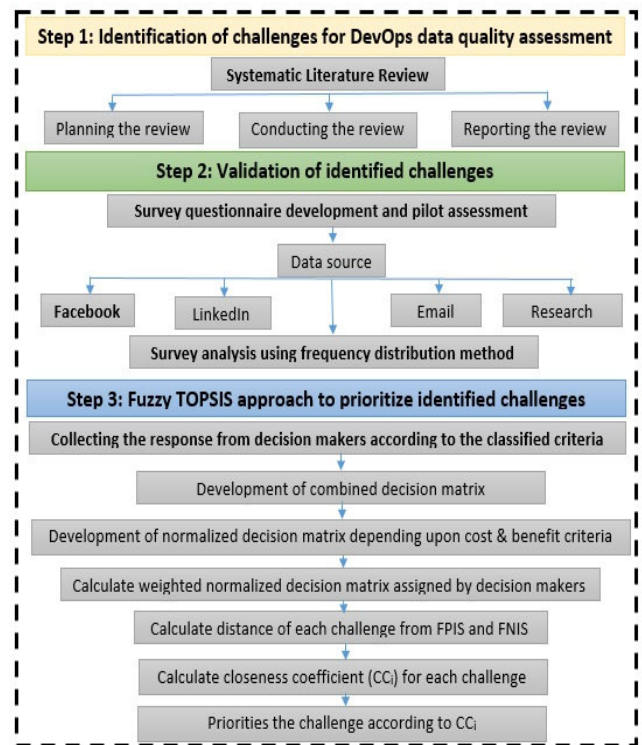 Step 1: Identification of challenges for DevOps data quality assessment
Systematic Literature Review
Planning the review
Conducting the review
Reporting the review
Step 2: Validation of identified challenges
Survey questionnaire development and pilot assessment
Data source
Facebook
LinkedIn
Email
Research
Survey analysis using frequency distribution method
Step 3: Fuzzy TOPSIS approach to prioritize identified challenges
Collecting the response from decision makers according to the classified criteria
Development of combined decision matrix
Development of normalized decision matrix depending upon cost & benefit criteria
Calculate weighted normalized decision matrix assigned by decision makers
Calculate distance of each challenge from FPIS and FNIS
Calculate closeness coefficient (CCᵢ) for each challenge
Priorities the challenge according to CCᵢ